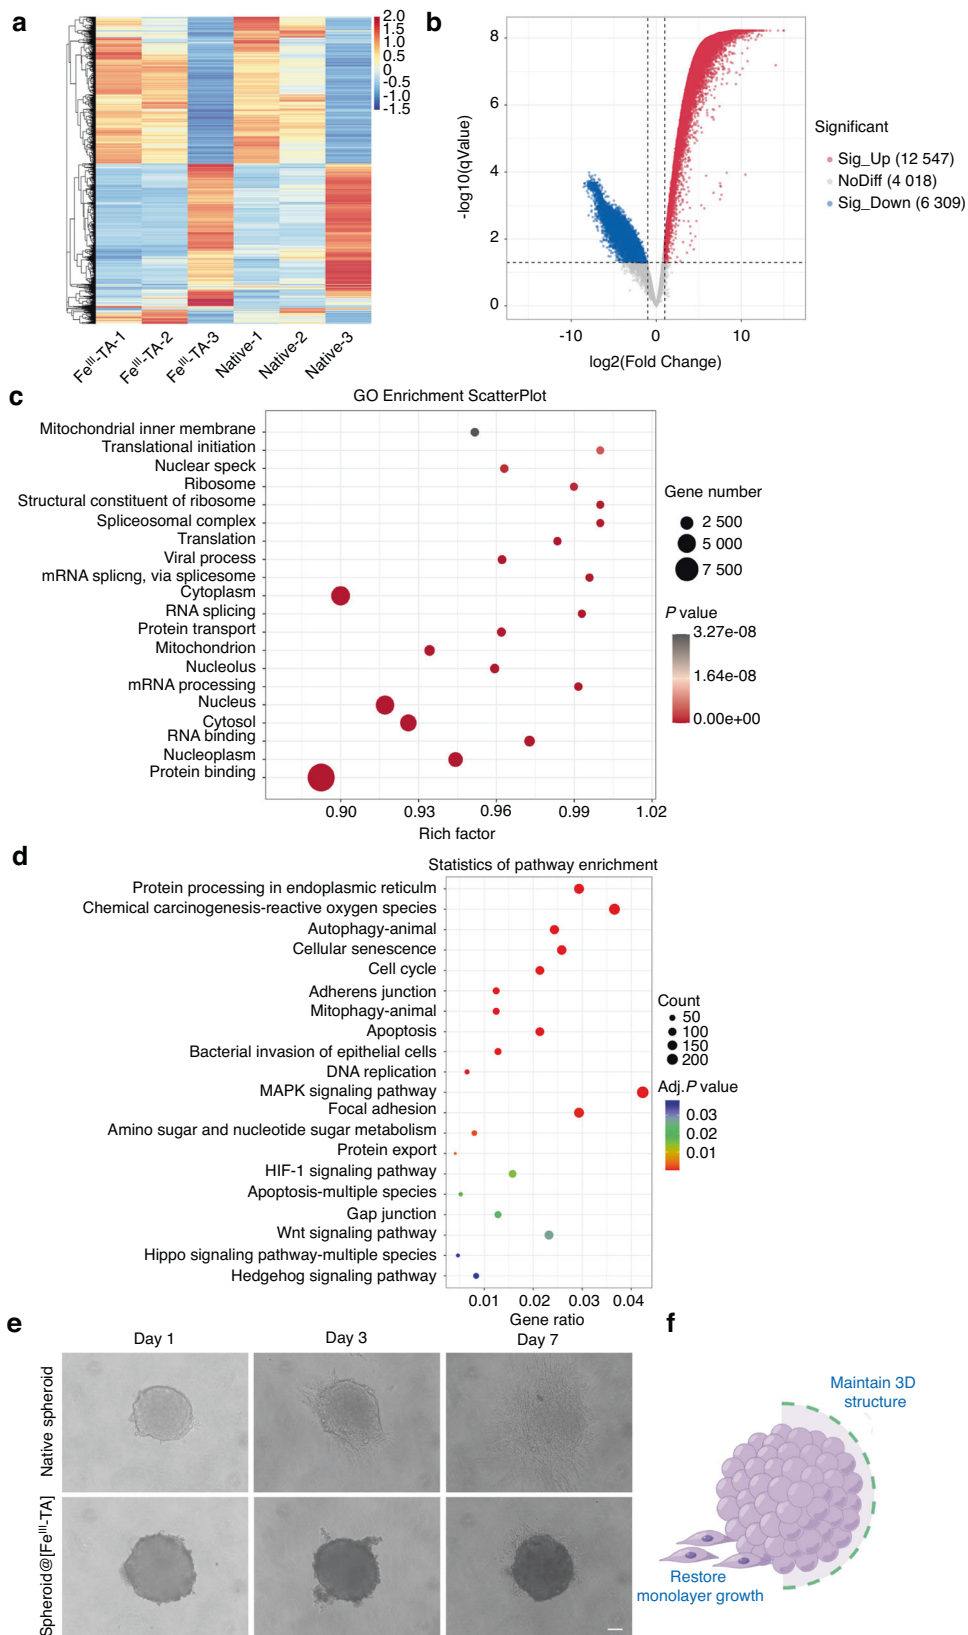 a
2.0
1.5
1.0
0.5
0
-0.5
-1.0
-1.5
FeIII-TA-1
FeIII-TA-2
FeIII-TA-3
Native-1
Native-2
Native-3
b
8
6
4
2
0
-log10(qValue)
-10
0
10
log2(Fold Change)
Significant
Sig_Up (12 547)
NoDiff (4 018)
Sig_Down (6 309)
c
GO Enrichment ScatterPlot
Mitochondrial inner membrane
Translational initiation
Nuclear speck
Ribosome
Structural constituent of ribosome
Spliceosomal complex
Translation
Viral process
mRNA splicng, via splicesome
Cytoplasm
RNA splicing
Protein transport
Mitochondrion
Nucleolus
mRNA processing
Nucleus
Cytosol
RNA binding
Nucleoplasm
Protein binding
0.90
0.93
0.96
0.99
1.02
Rich factor
Gene number
2 500
5 000
7 500
P value
3.27e-08
1.64e-08
0.00e+00
d
Statistics of pathway enrichment
Protein processing in endoplasmic reticulm
Chemical carcinogenesis-reactive oxygen species
Autophagy-animal
Cellular senescence
Cell cycle
Adherens junction
Mitophagy-animal
Apoptosis
Bacterial invasion of epithelial cells
DNA replication
MAPK signaling pathway
Focal adhesion
Amino sugar and nucleotide sugar metabolism
Protein export
HIF-1 signaling pathway
Apoptosis-multiple species
Gap junction
Wnt signaling pathway
Hippo signaling pathway-multiple species
Hedgehog signaling pathway
0.01
0.02
0.03
0.04
Gene ratio
Count
50
100
150
200
Adj.P value
0.03
0.02
0.01
e
Day 1
Day 3
Day 7
Native spheroid
Spheroid@[FeIII-TA]
f
Maintain 3D
structure
Restore
monolayer growth